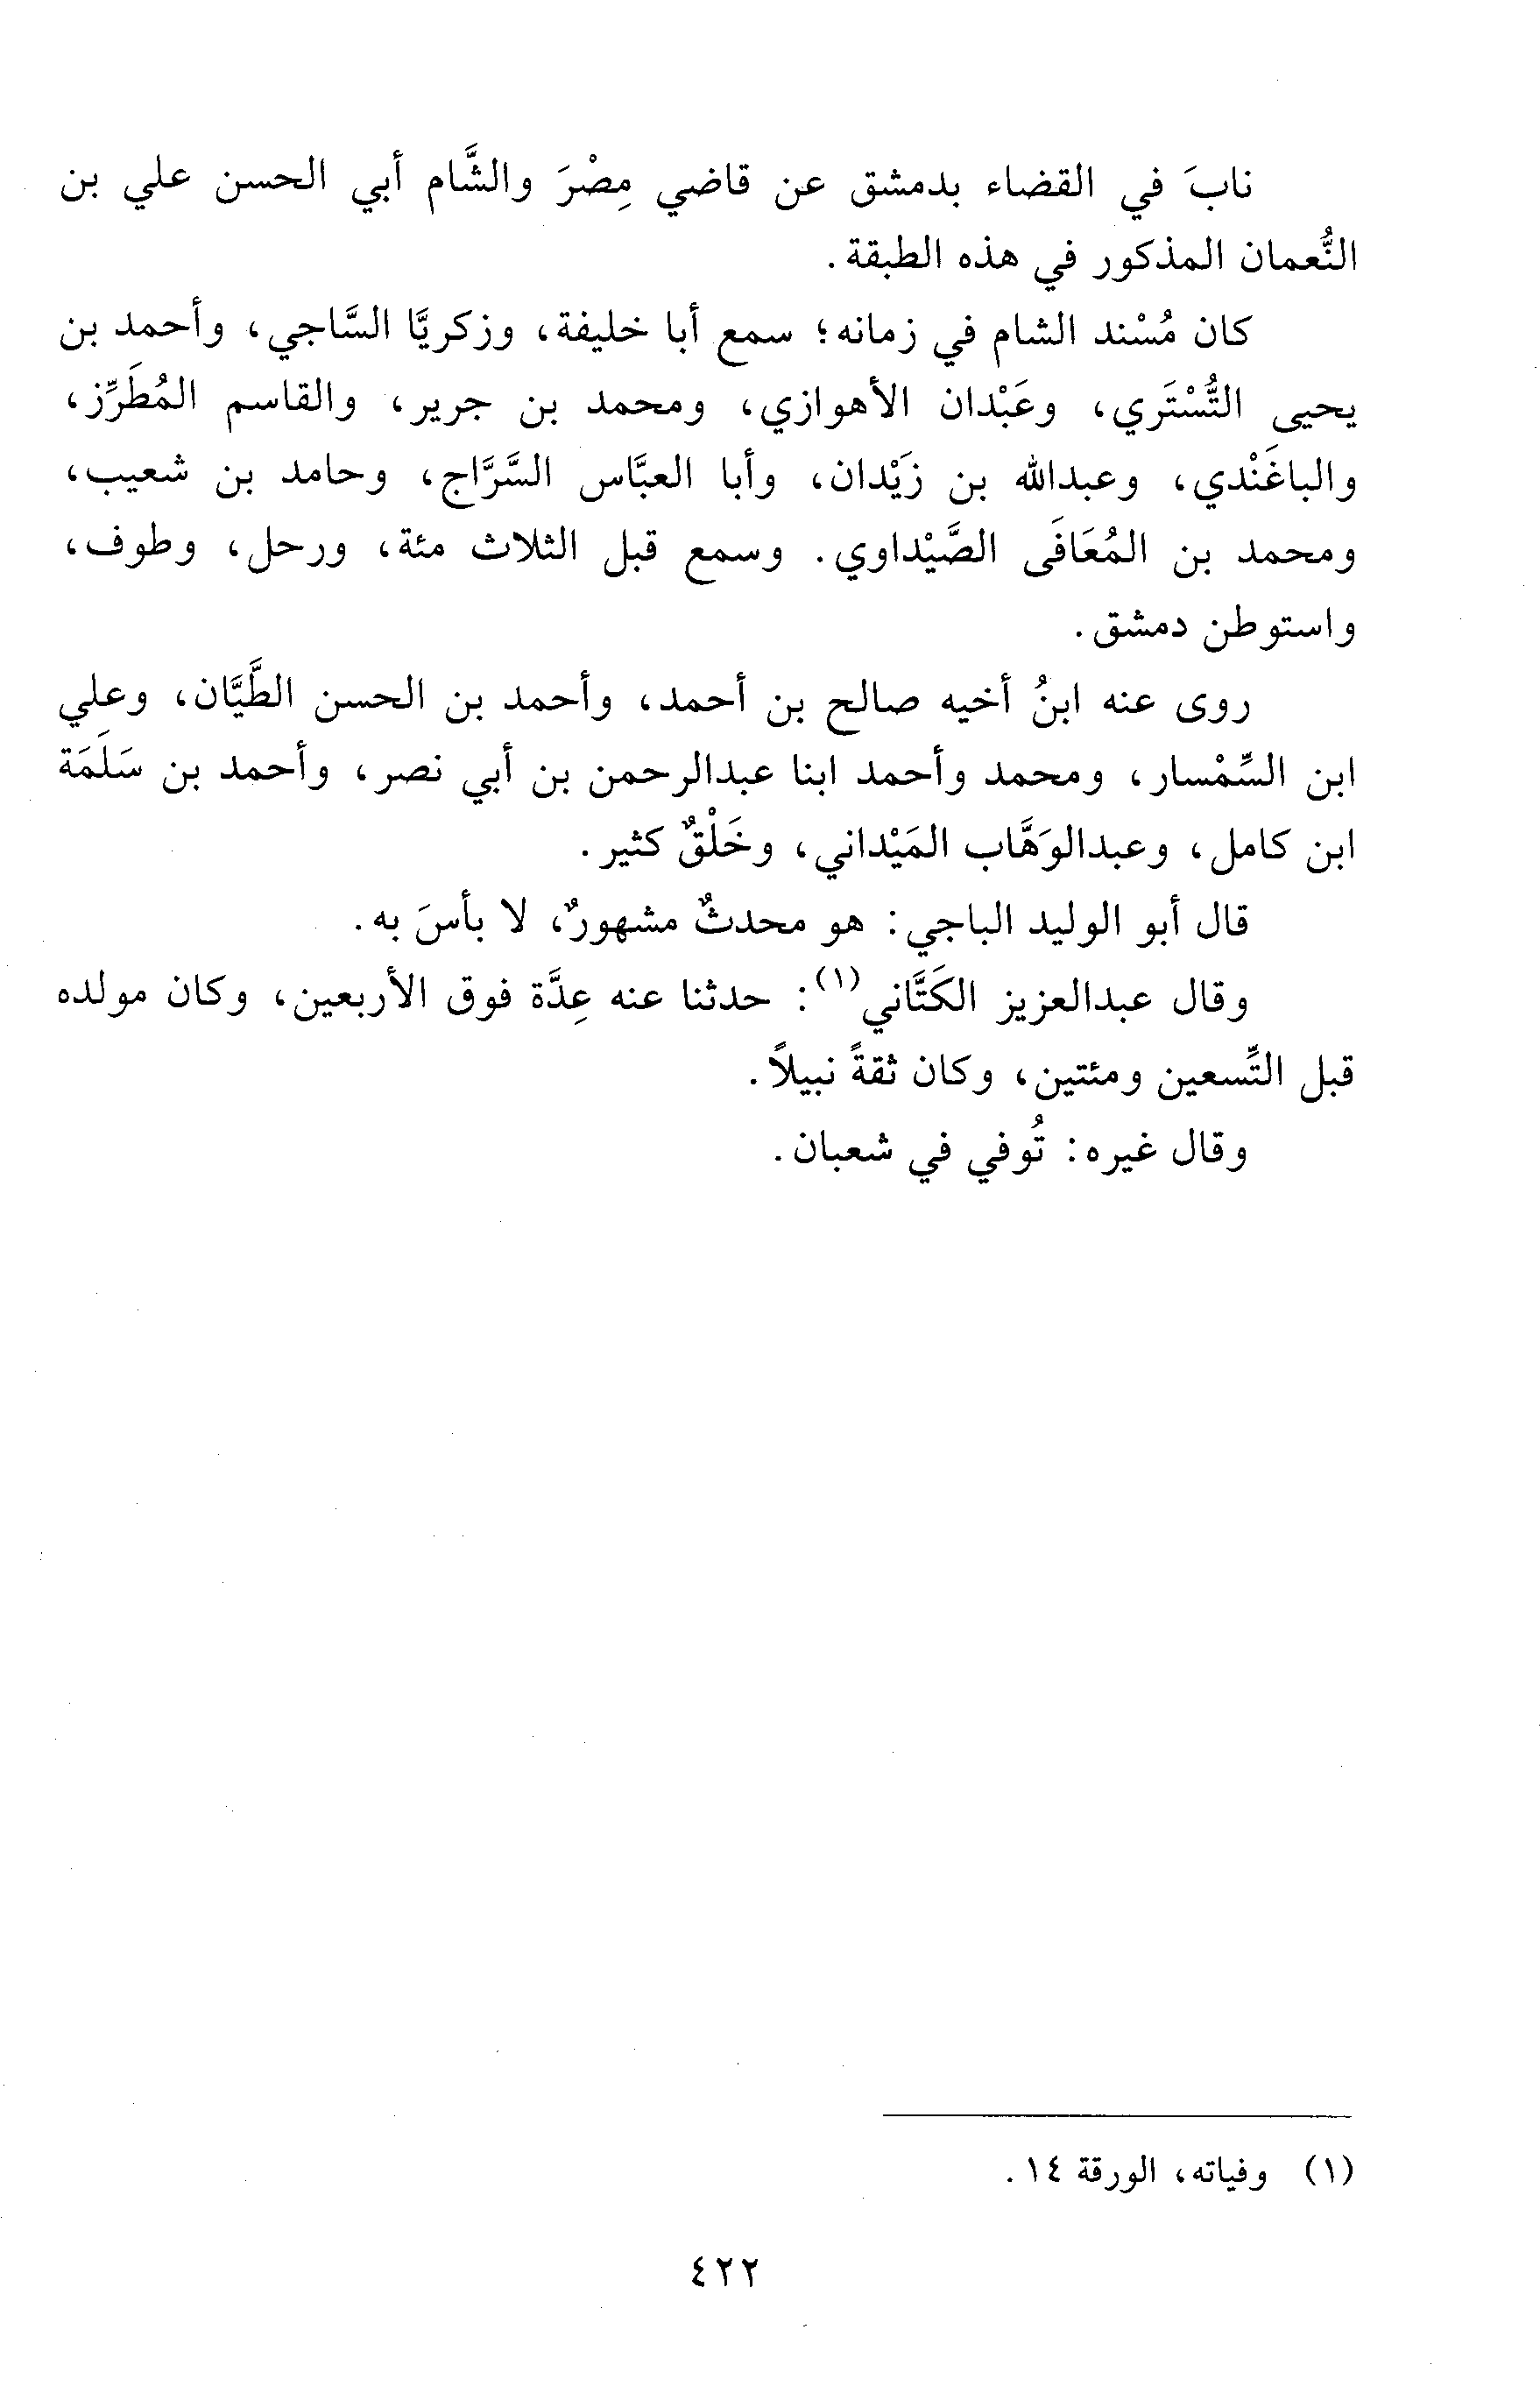 نابَ في القضاء بدمشق عن قاضي مِصْرَ والشَّام أبي الحسن علي بن
النُّعمان المذكور في هذه الطبقة.
كان مُسْند الشام في زمانه؛ سمع أبا خليفة، وزكريَّا السَّاجي، وأحمد بن
يحيى التُّسْتَري، وعَبْدان الأهوازي، ومحمد بن جرير، والقاسم المُطَرِّز،
والباغَنْدي، وعبدالله بن زَيْدان، وأبا العبَّاس السَّرَّاج، وحامد بن شعيب،
ومحمد بن المُعَافَى الصَّيْداوي. وسمع قبل الثلاث مئة، ورحل، وطوف،
واستوطن دمشق.
روى عنه ابنُ أخيه صالح بن أحمد، وأحمد بن الحسن الطَّيَّان، وعلي
ابن السِّمْسار، ومحمد وأحمد ابنا عبدالرحمن بن أبي نصر، وأحمد بن سَلَمَة
ابن كامل، وعبدالوَهَّاب المَيْداني، وخَلْقٌ كثير.
قال أبو الوليد الباجي: هو محدثٌ مشهورٌ، لا بأسَ به.
وقال عبدالعزيز الكَتَّاني(١): حدثنا عنه عِدَّة فوق الأربعين، وكان مولده
قبل التِّسعين ومئتين، وكان ثقةً نبيلاً.
وقال غيره: تُوفي في شعبان.
(١) وفياته، الورقة ١٤.
٤٢٢